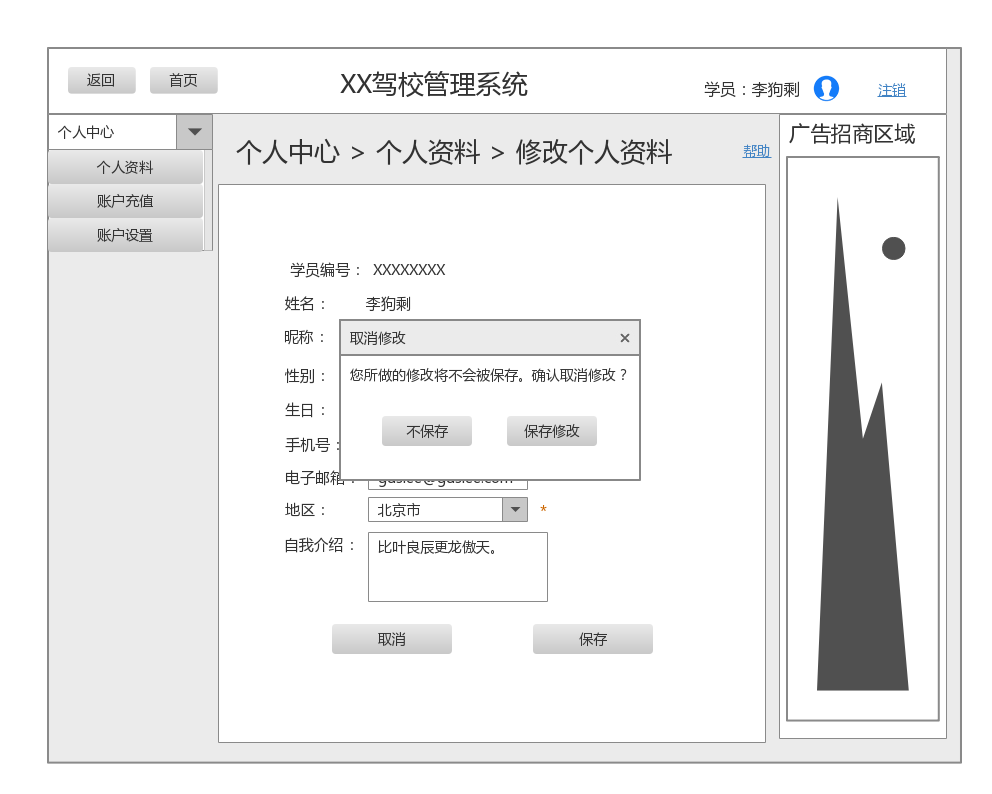 返回
首页
XX驾校管理系统
学员：李狗剩
注销
个人中心
个人资料
账户充值
账户设置
个人中心 > 个人资料 > 修改个人资料
帮助
广告招商区域
学员编号： XXXXXXXX
姓名： 李狗剩
昵称：
取消修改 ×
性别：
您所做的修改将不会被保存。确认取消修改？
生日：
不保存 保存修改
手机号：
电子邮箱：
地区： 北京市 *
自我介绍： 比叶良辰更龙傲天。
取消 保存